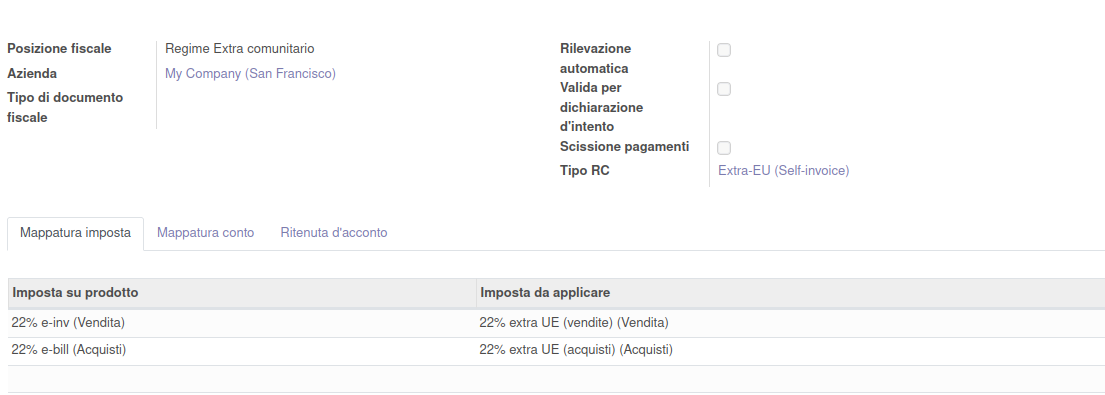 Posizione fiscale
Regime Extra comunitario
Azienda
My Company (San Francisco)
Tipo di documento
fiscale
Rilevazione
automatica
Valida per
dichiarazione
d'intento
Scissione pagamenti
Tipo RC
Extra-EU (Self-invoice)
Mappatura imposta
Mappatura conto
Ritenuta d'acconto
Imposta su prodotto
Imposta da applicare
22% e-inv (Vendita)
22% extra UE (vendite) (Vendita)
22% e-bill (Acquisti)
22% extra UE (acquisti) (Acquisti)